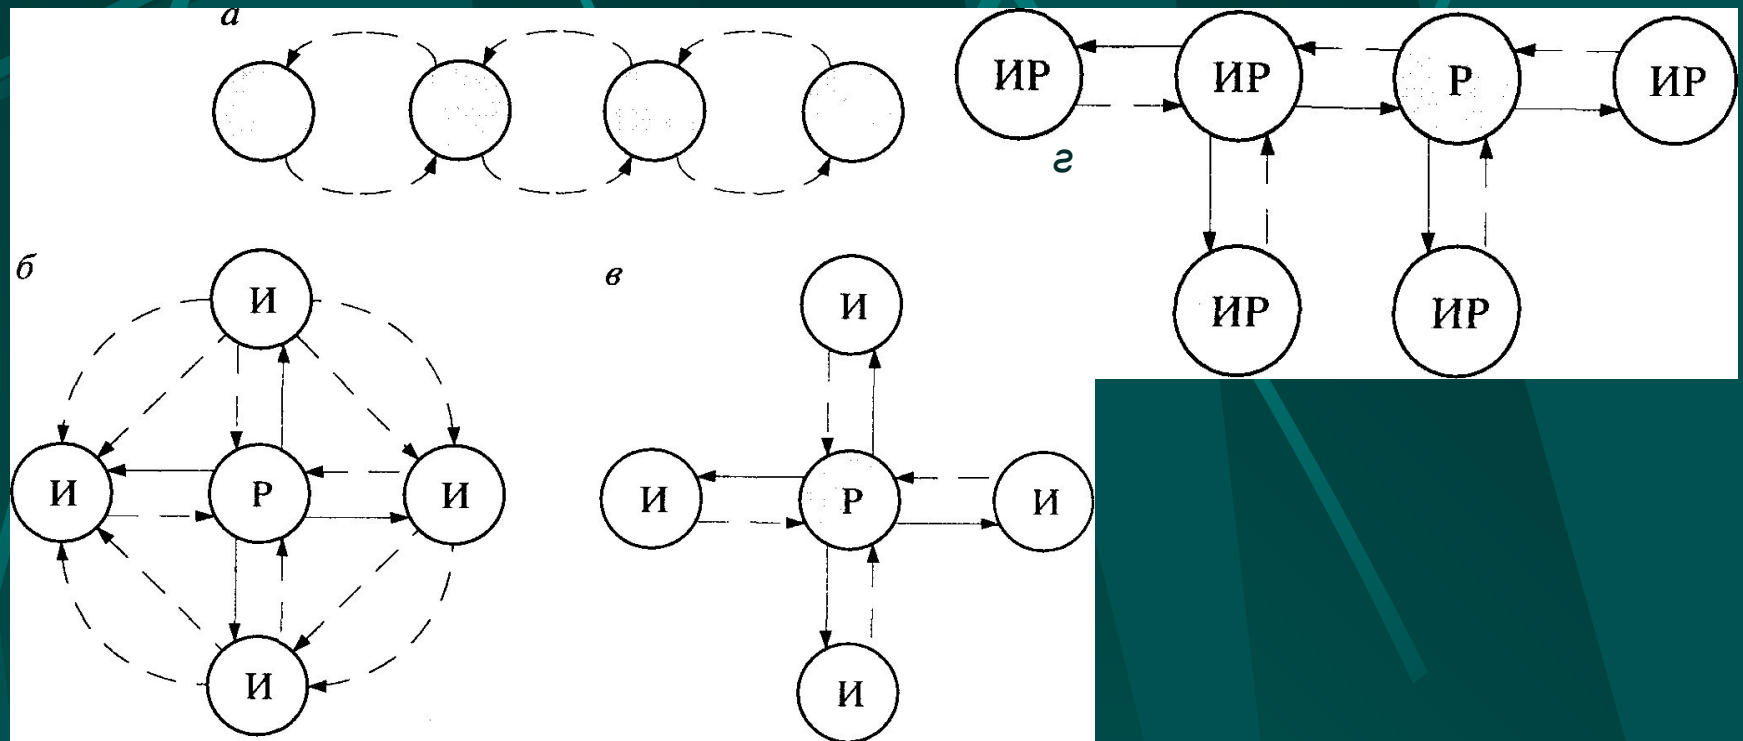 а
ИР ИР Р ИР
г
ИР ИР
б
И
И Р И
И
в
И
И Р И
И